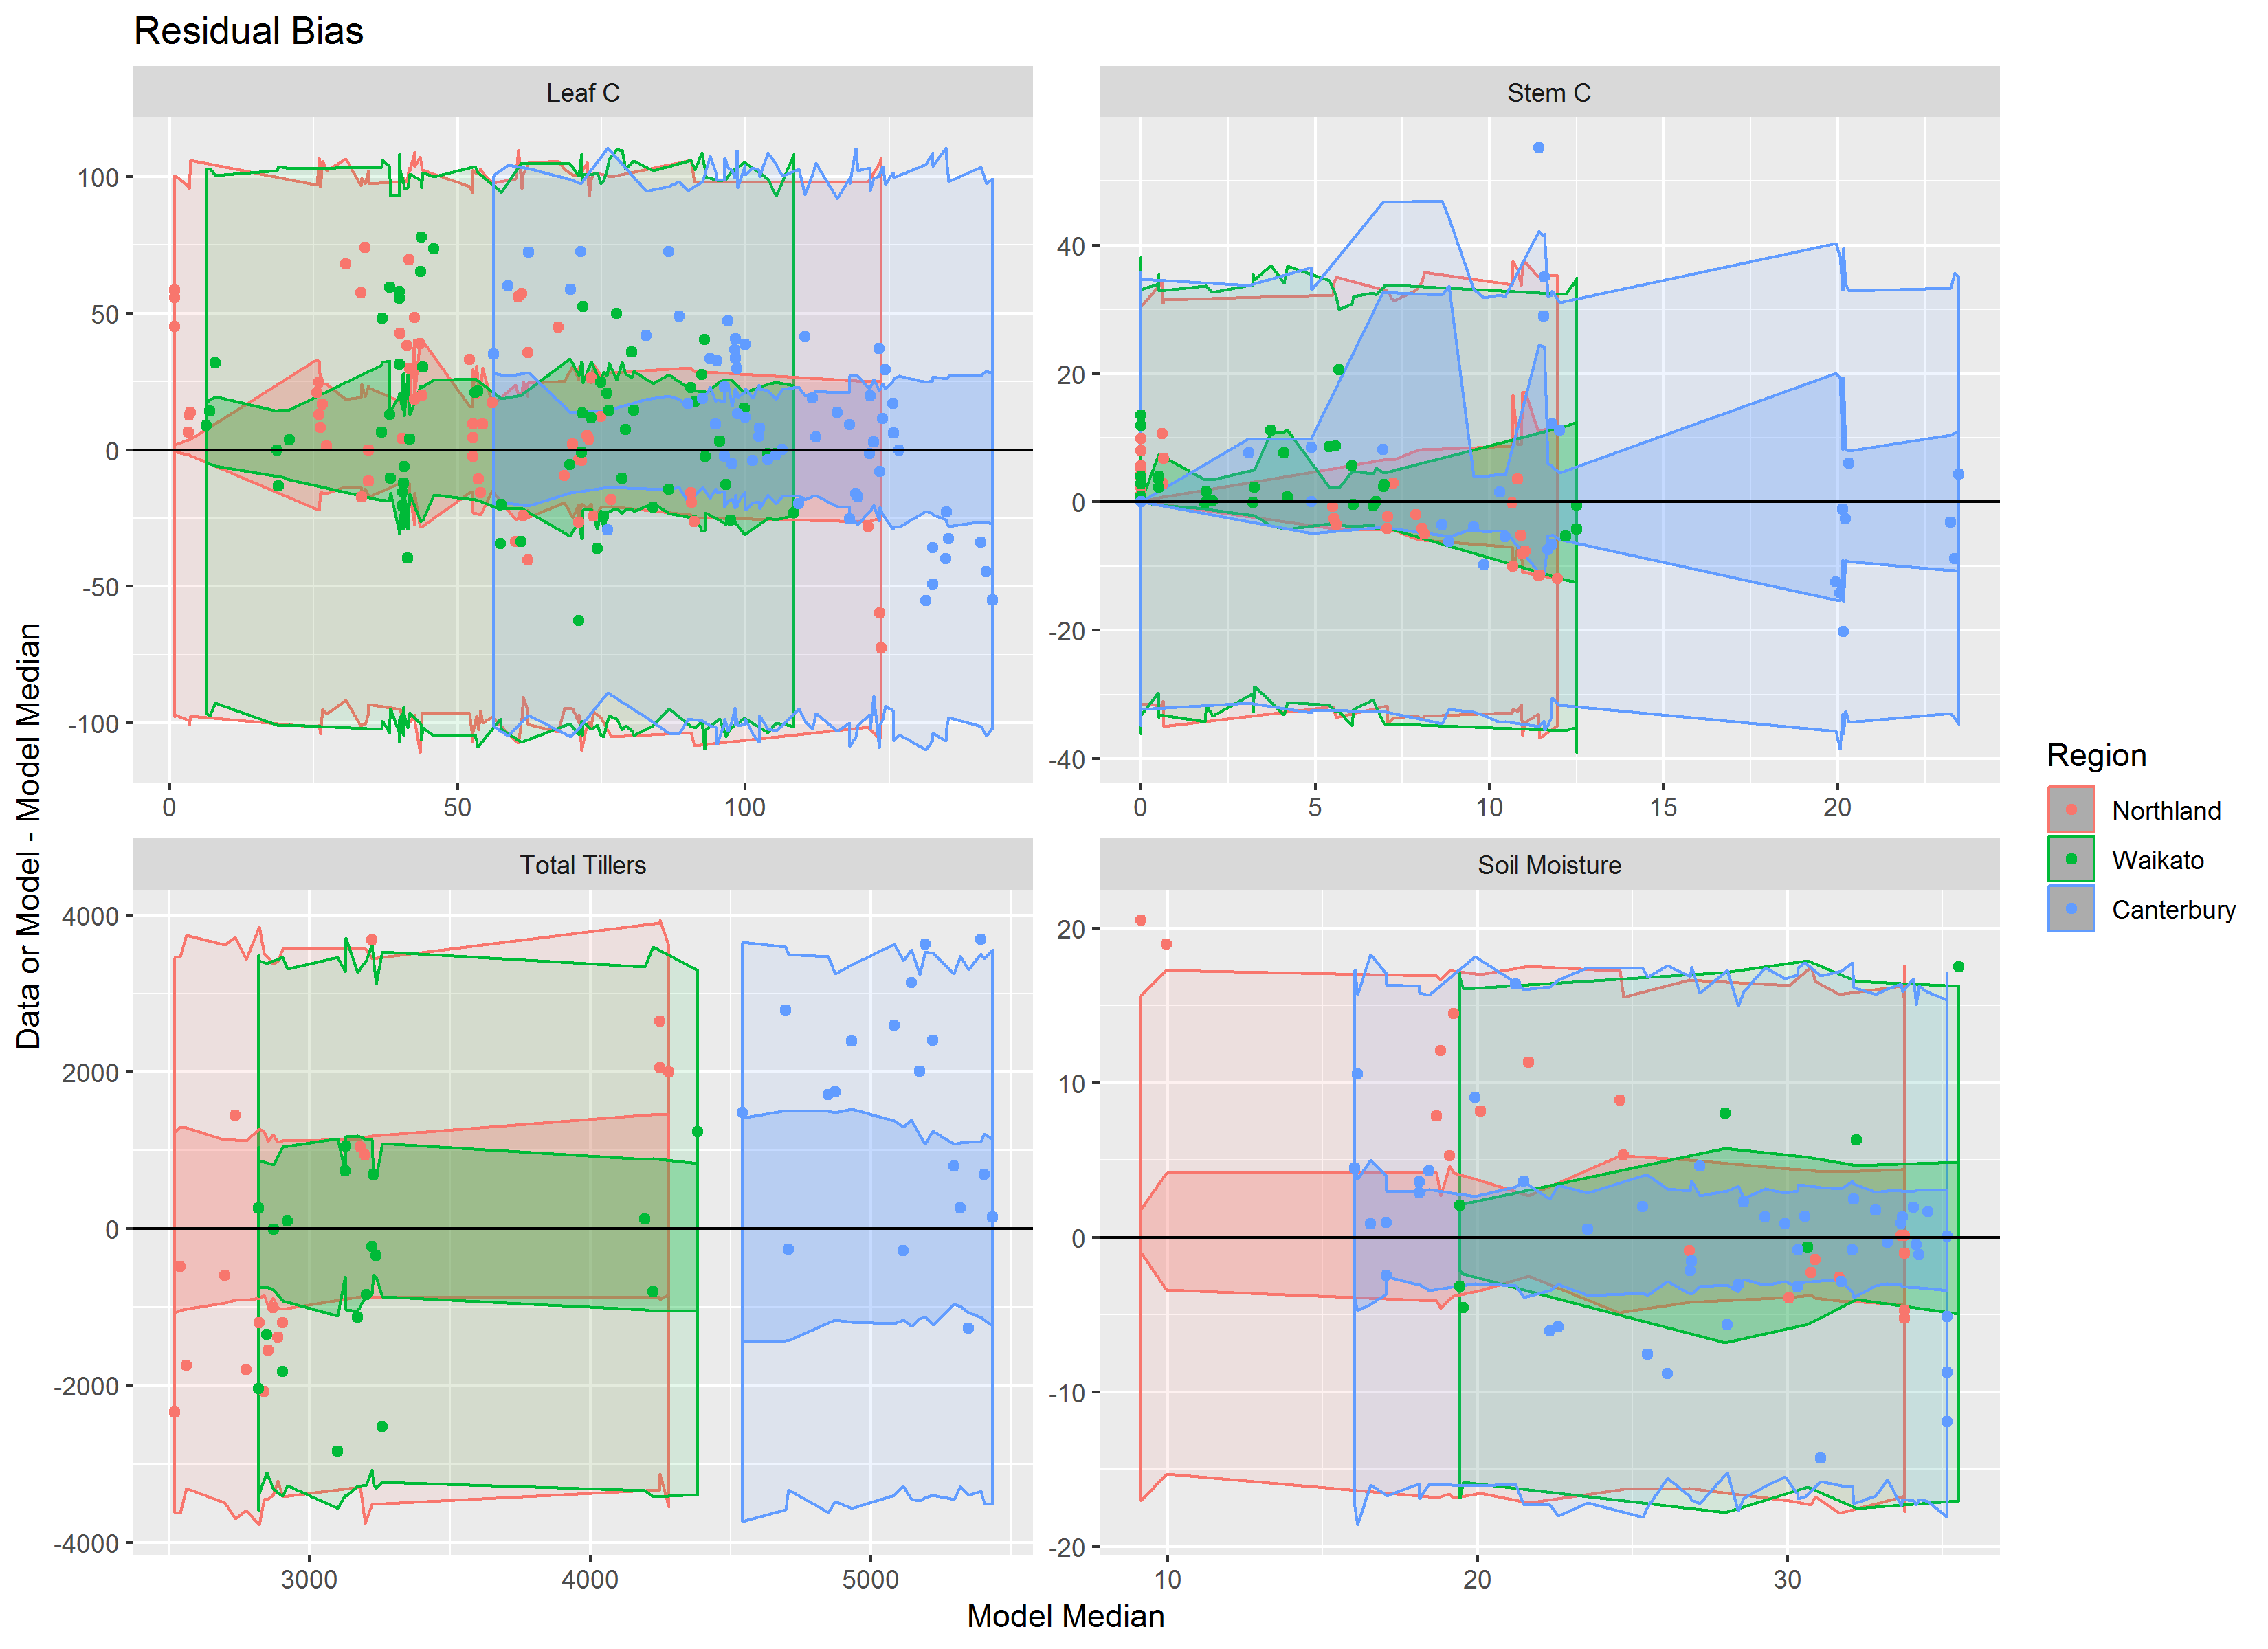 Residual Bias
Leaf C
Stem C
100
50
0
-50
-100
40
20
0
-20
-40
0 50 100
0 5 10 15 20
Total Tillers
Soil Moisture
4000
2000
0
-2000
-4000
20
10
0
-10
-20
3000 4000 5000
10 20 30
Data or Model - Model Median
Model Median
Region
Northland
Waikato
Canterbury